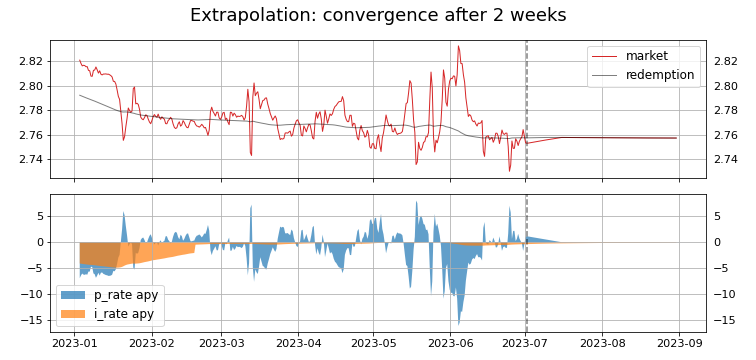 Extrapolation: convergence after 2 weeks
2.82 2.82
2.80 2.80
2.78 2.78
2.76 2.76
2.74 2.74
market
redemption
5 5
0 0
−5 −5
−10 −10
−15 −15
p_rate apy
i_rate apy
2023-01 2023-02 2023-03 2023-04 2023-05 2023-06 2023-07 2023-08 2023-09